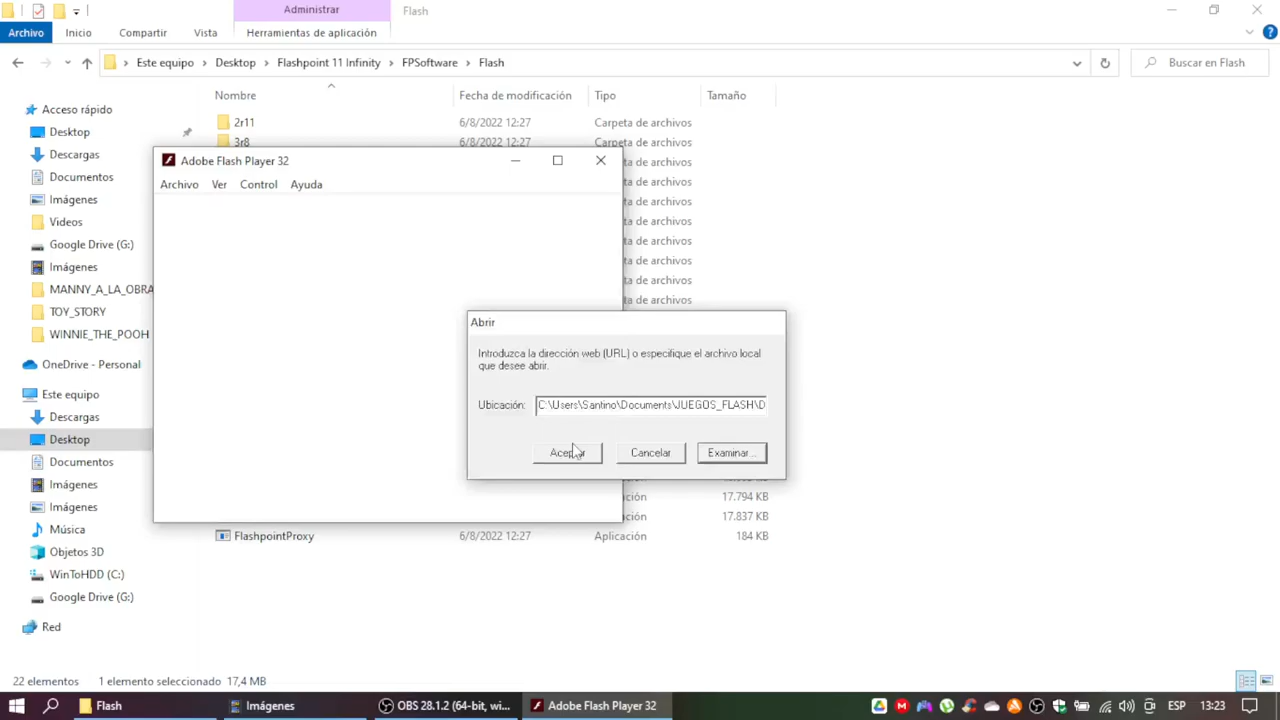 Administrar
Flash
Archivo
Inicio
Compartir
Vista
Herramientas de aplicación
Este equipo
Desktop
Flashpoint 11 Infinity
FPSoftware
Flash
Buscar en Flash
Nombre
Fecha de modificación
Tipo
Tamaño
Acceso rápido
Desktop
Descargas
Documentos
Imágenes
Videos
Google Drive (G:)
Imágenes
MANNY_A_LA_OBRA
TOY_STORY
WINNIE_THE_POOH
OneDrive - Personal
Este equipo
Descargas
Desktop
Documentos
Imágenes
Imágenes
Música
Objetos 3D
WinToHDD (C:)
Google Drive (G:)
Red
2r11
6/8/2022 12:27
Carpeta de archivos
3r8
6/8/2022 12:27
Carpeta de archivos
ta de archivos
ta de archivos
ta de archivos
ta de archivos
ta de archivos
ta de archivos
ta de archivos
ta de archivos
Adobe Flash Player 32
Archivo
Ver
Control
Ayuda
Abrir
Introduzca la dirección web (URL) o especifique el archivo local
que desee abrir.
Ubicación:
C:\Users\Santino\Documents\JUEGOS_FLASH\D
Aceptar
Cancelar
Examinar...
ción
17.794 KB
ción
17.837 KB
FlashpointProxy
6/8/2022 12:27
Aplicación
184 KB
22 elementos
1 elemento seleccionado
17,4 MB
Flash
Imágenes
OBS 28.1.2 (64-bit, wi...
Adobe Flash Player 32
ESP
13:23